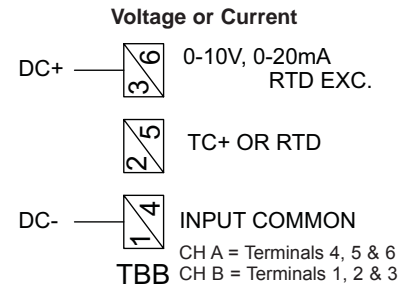 Voltage or Current
DC+ 3 6 0-10V, 0-20mA
RTD EXC.
2 5 TC+ OR RTD
DC- 1 4 INPUT COMMON
CH A = Terminals 4, 5 & 6
TBB CH B = Terminals 1, 2 & 3